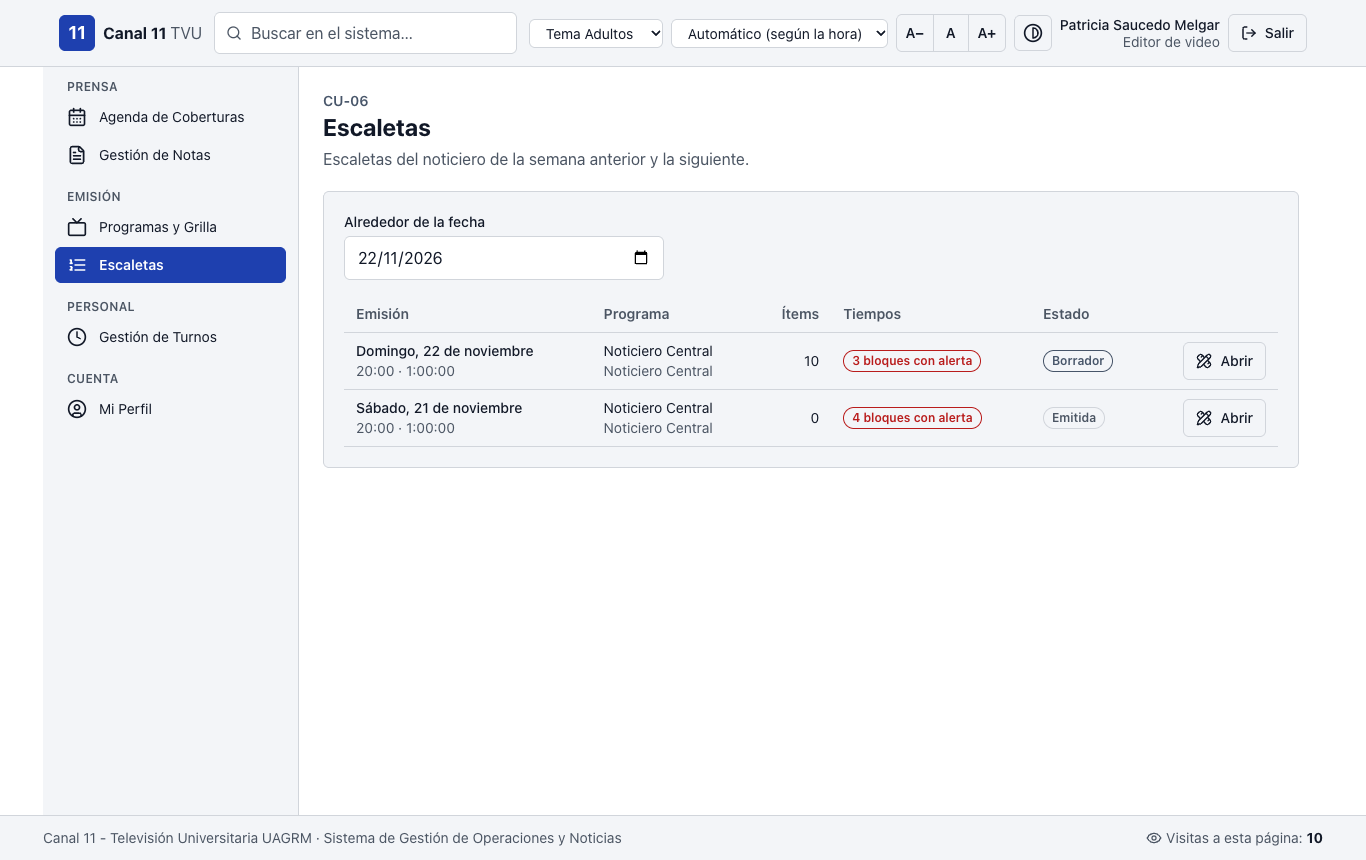 11 Canal 11 TVU
Buscar en el sistema...
Tema Adultos
Automático (según la hora)
A− A A+
Patricia Saucedo Melgar
Editor de video
Salir
PRENSA
Agenda de Coberturas
Gestión de Notas
EMISIÓN
Programas y Grilla
Escaletas
PERSONAL
Gestión de Turnos
CUENTA
Mi Perfil
CU-06
Escaletas
Escaletas del noticiero de la semana anterior y la siguiente.
Alrededor de la fecha
22/11/2026
Emisión Programa Ítems Tiempos Estado
Domingo, 22 de noviembre Noticiero Central 10 3 bloques con alerta Borrador Abrir
20:00 · 1:00:00 Noticiero Central
Sábado, 21 de noviembre Noticiero Central 0 4 bloques con alerta Emitida Abrir
20:00 · 1:00:00 Noticiero Central
Canal 11 - Televisión Universitaria UAGRM · Sistema de Gestión de Operaciones y Noticias
Visitas a esta página: 10